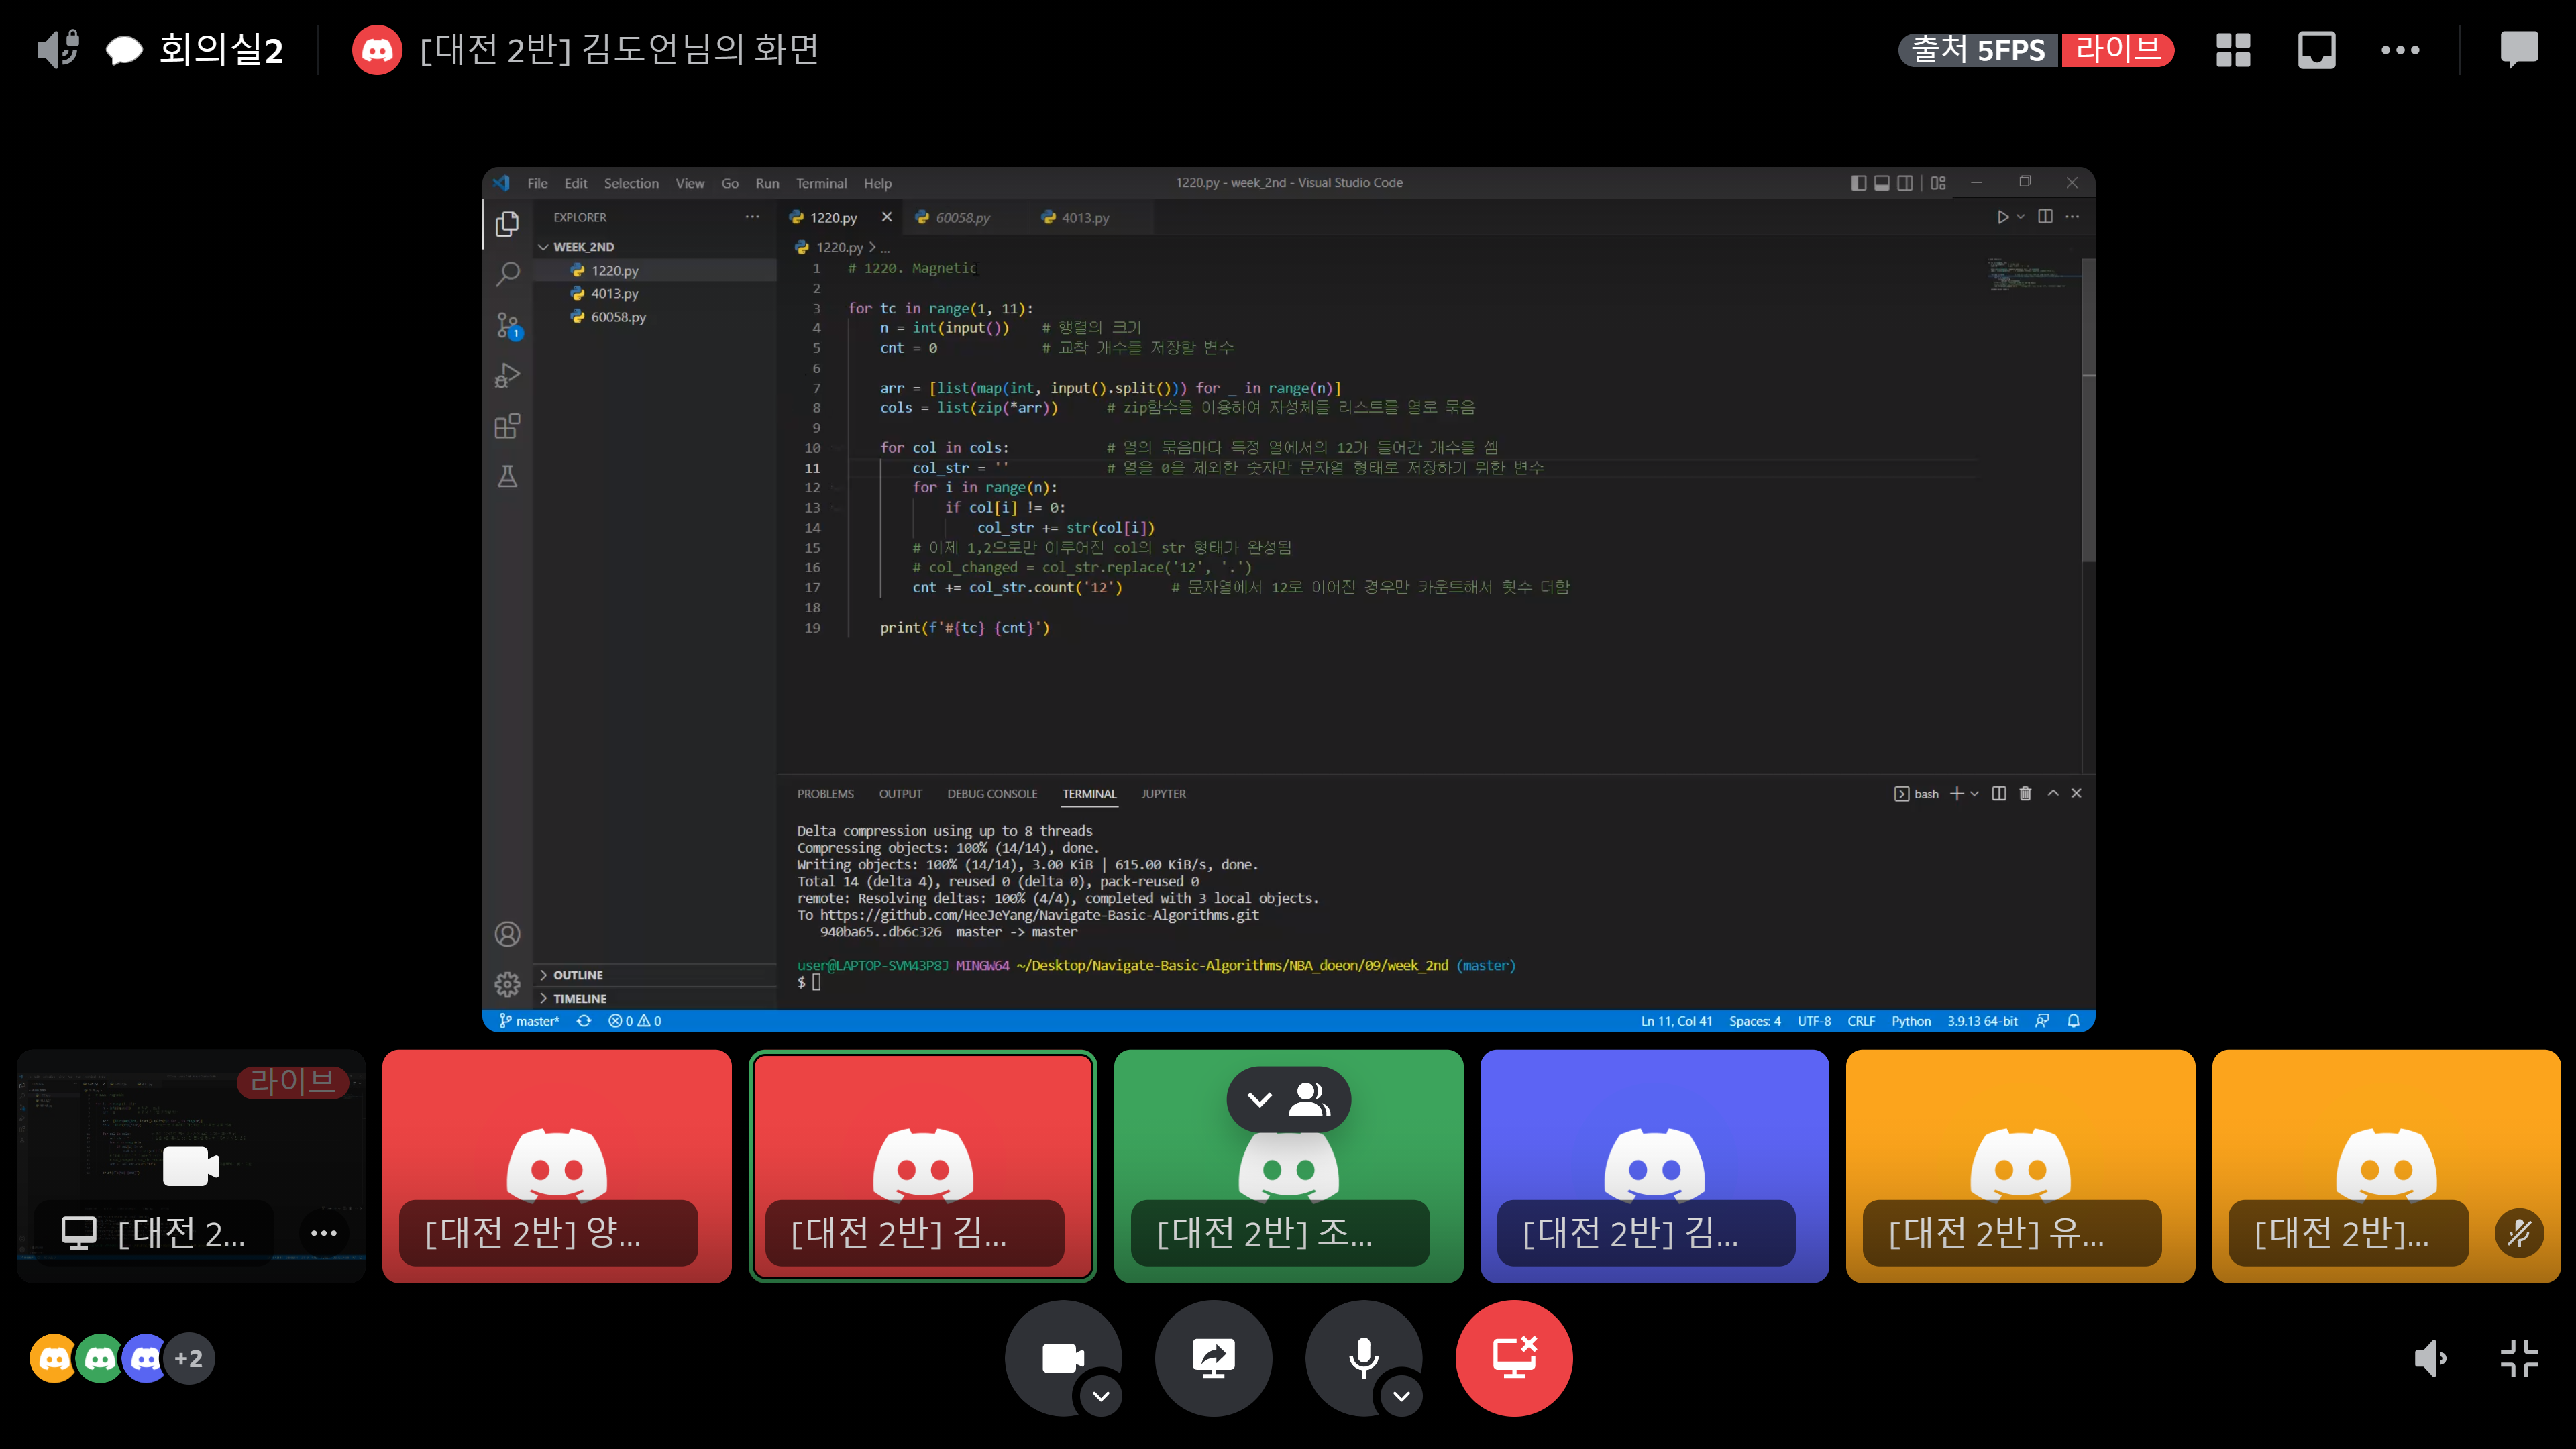 회의실2
[대전 2반] 김도언님의 화면
출처 5FPS 라이브
File Edit Selection View Go Run Terminal Help
1220.py - week_2nd - Visual Studio Code
EXPLORER
WEEK_2ND
1220.py
4013.py
60058.py
OUTLINE
TIMELINE
1220.py 60058.py 4013.py
1220.py > ...
1 # 1220. Magnetic
2
3 for tc in range(1, 11):
4 n = int(input()) # 행렬의 크기
5 cnt = 0 # 교착 개수를 저장할 변수
6
7 arr = [list(map(int, input().split())) for _ in range(n)]
8 cols = list(zip(*arr)) # zip함수를 이용하여 자성체들 리스트를 열로 묶음
9
10 for col in cols: # 열의 묶음마다 특정 열에서의 12가 들어간 개수를 셈
11 col_str = '' # 열을 0을 제외한 숫자만 문자열 형태로 저장하기 위한 변수
12 for i in range(n):
13 if col[i] != 0:
14 col_str += str(col[i])
15 # 이제 1,2으로만 이루어진 col의 str 형태가 완성됨
16 # col_changed = col_str.replace('12', '.')
17 cnt += col_str.count('12') # 문자열에서 12로 이어진 경우만 카운트해서 횟수 더함
18
19 print(f'#{tc} {cnt}')
PROBLEMS OUTPUT DEBUG CONSOLE TERMINAL JUPYTER
bash
Delta compression using up to 8 threads
Compressing objects: 100% (14/14), done.
Writing objects: 100% (14/14), 3.00 KiB | 615.00 KiB/s, done.
Total 14 (delta 4), reused 0 (delta 0), pack-reused 0
remote: Resolving deltas: 100% (4/4), completed with 3 local objects.
To https://github.com/HeeJeYang/Navigate-Basic-Algorithms.git
940ba65..db6c326 master -> master
user@LAPTOP-SVM43P8J MINGW64 ~/Desktop/Navigate-Basic-Algorithms/NBA_doeon/09/week_2nd (master)
$
master* 0 0
Ln 11, Col 41 Spaces: 4 UTF-8 CRLF Python 3.9.13 64-bit
라이브
[대전 2...
[대전 2반] 양...
[대전 2반] 김...
[대전 2반] 조...
[대전 2반] 김...
[대전 2반] 유...
[대전 2반]...
+2